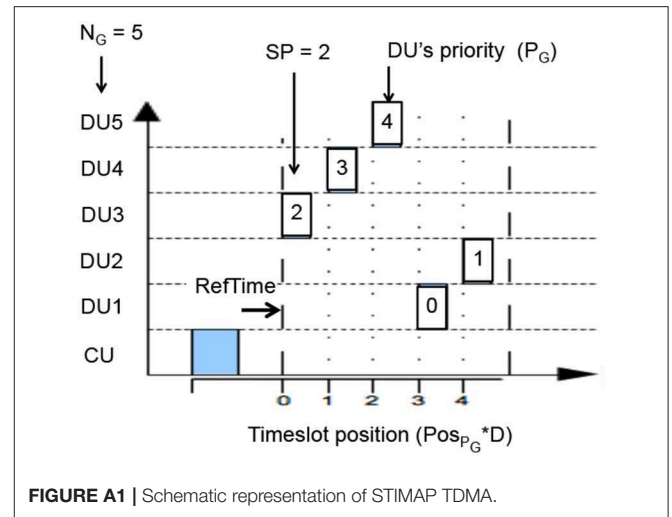 N_G = 5
SP = 2
DU's priority (P_G)
DU5
4
DU4
3
DU3
2
DU2
1
RefTime
DU1
0
CU
0 1 2 3 4
Timeslot position (Pos_P_G*D)
FIGURE A1 | Schematic representation of STIMAP TDMA.